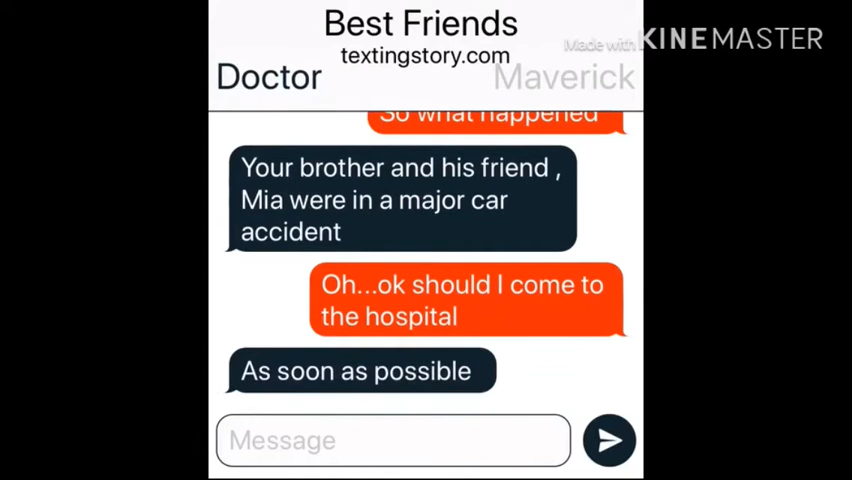 Best Friends
textingstory.com
Made with KINEMASTER
Doctor
Maverick
So what happened
Your brother and his friend ,
Mia were in a major car
accident
Oh...ok should I come to
the hospital
As soon as possible
Message